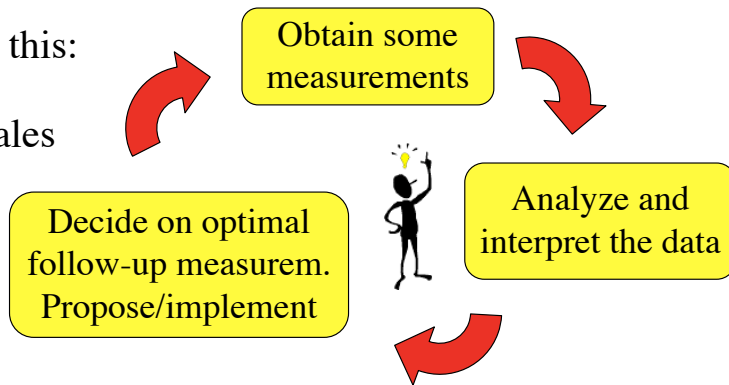 this:
ales
Obtain some
measurements
Analyze and
interpret the data
Decide on optimal
follow-up measurem.
Propose/implement